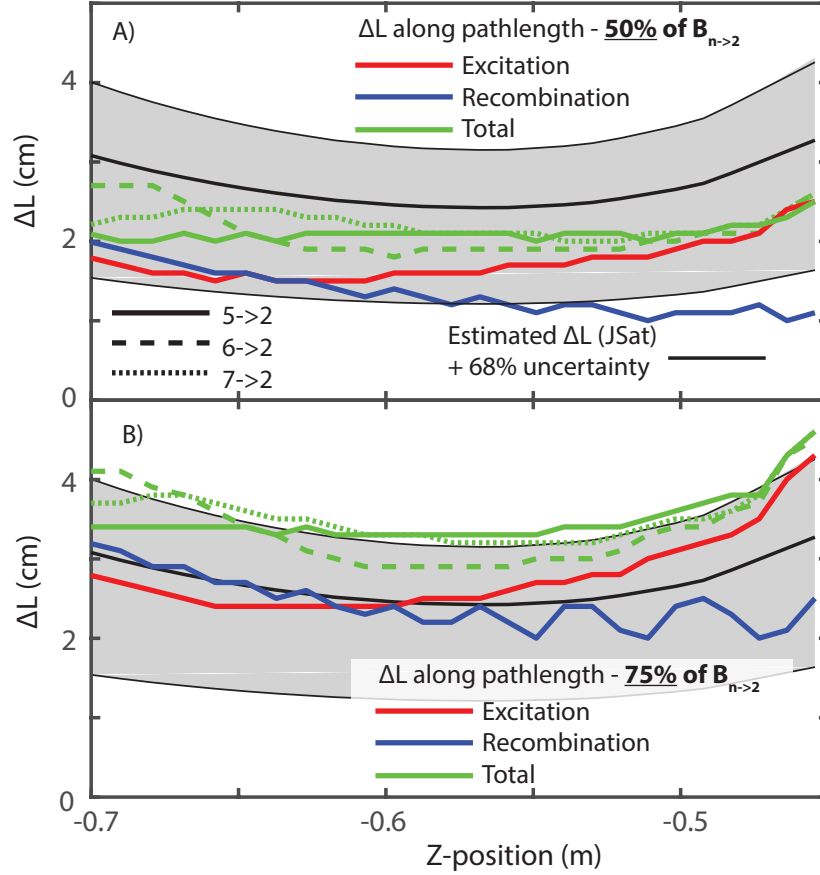 A)
ΔL along pathlength - 50% of Bn->2
Excitation
Recombination
Total
4
2
0
ΔL (cm)
5->2
6->2
7->2
Estimated ΔL (JSat)
+ 68% uncertainty
B)
4
2
0
ΔL (cm)
ΔL along pathlength - 75% of Bn->2
Excitation
Recombination
Total
-0.7
-0.6
-0.5
Z-position (m)